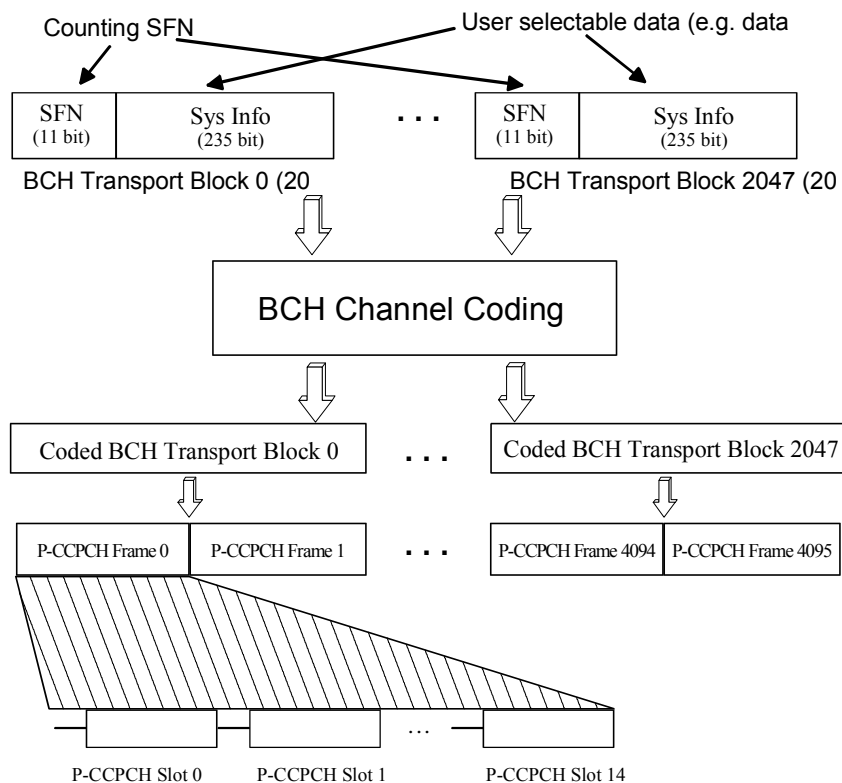 Counting SFN
User selectable data (e.g. data
SFN
(11 bit)
Sys Info
(235 bit)
. . .
SFN
(11 bit)
Sys Info
(235 bit)
BCH Transport Block 0 (20
BCH Transport Block 2047 (20
BCH Channel Coding
Coded BCH Transport Block 0
. . .
Coded BCH Transport Block 2047
P-CCPCH Frame 0
P-CCPCH Frame 1
. . .
P-CCPCH Frame 4094
P-CCPCH Frame 4095
...
P-CCPCH Slot 0
P-CCPCH Slot 1
P-CCPCH Slot 14